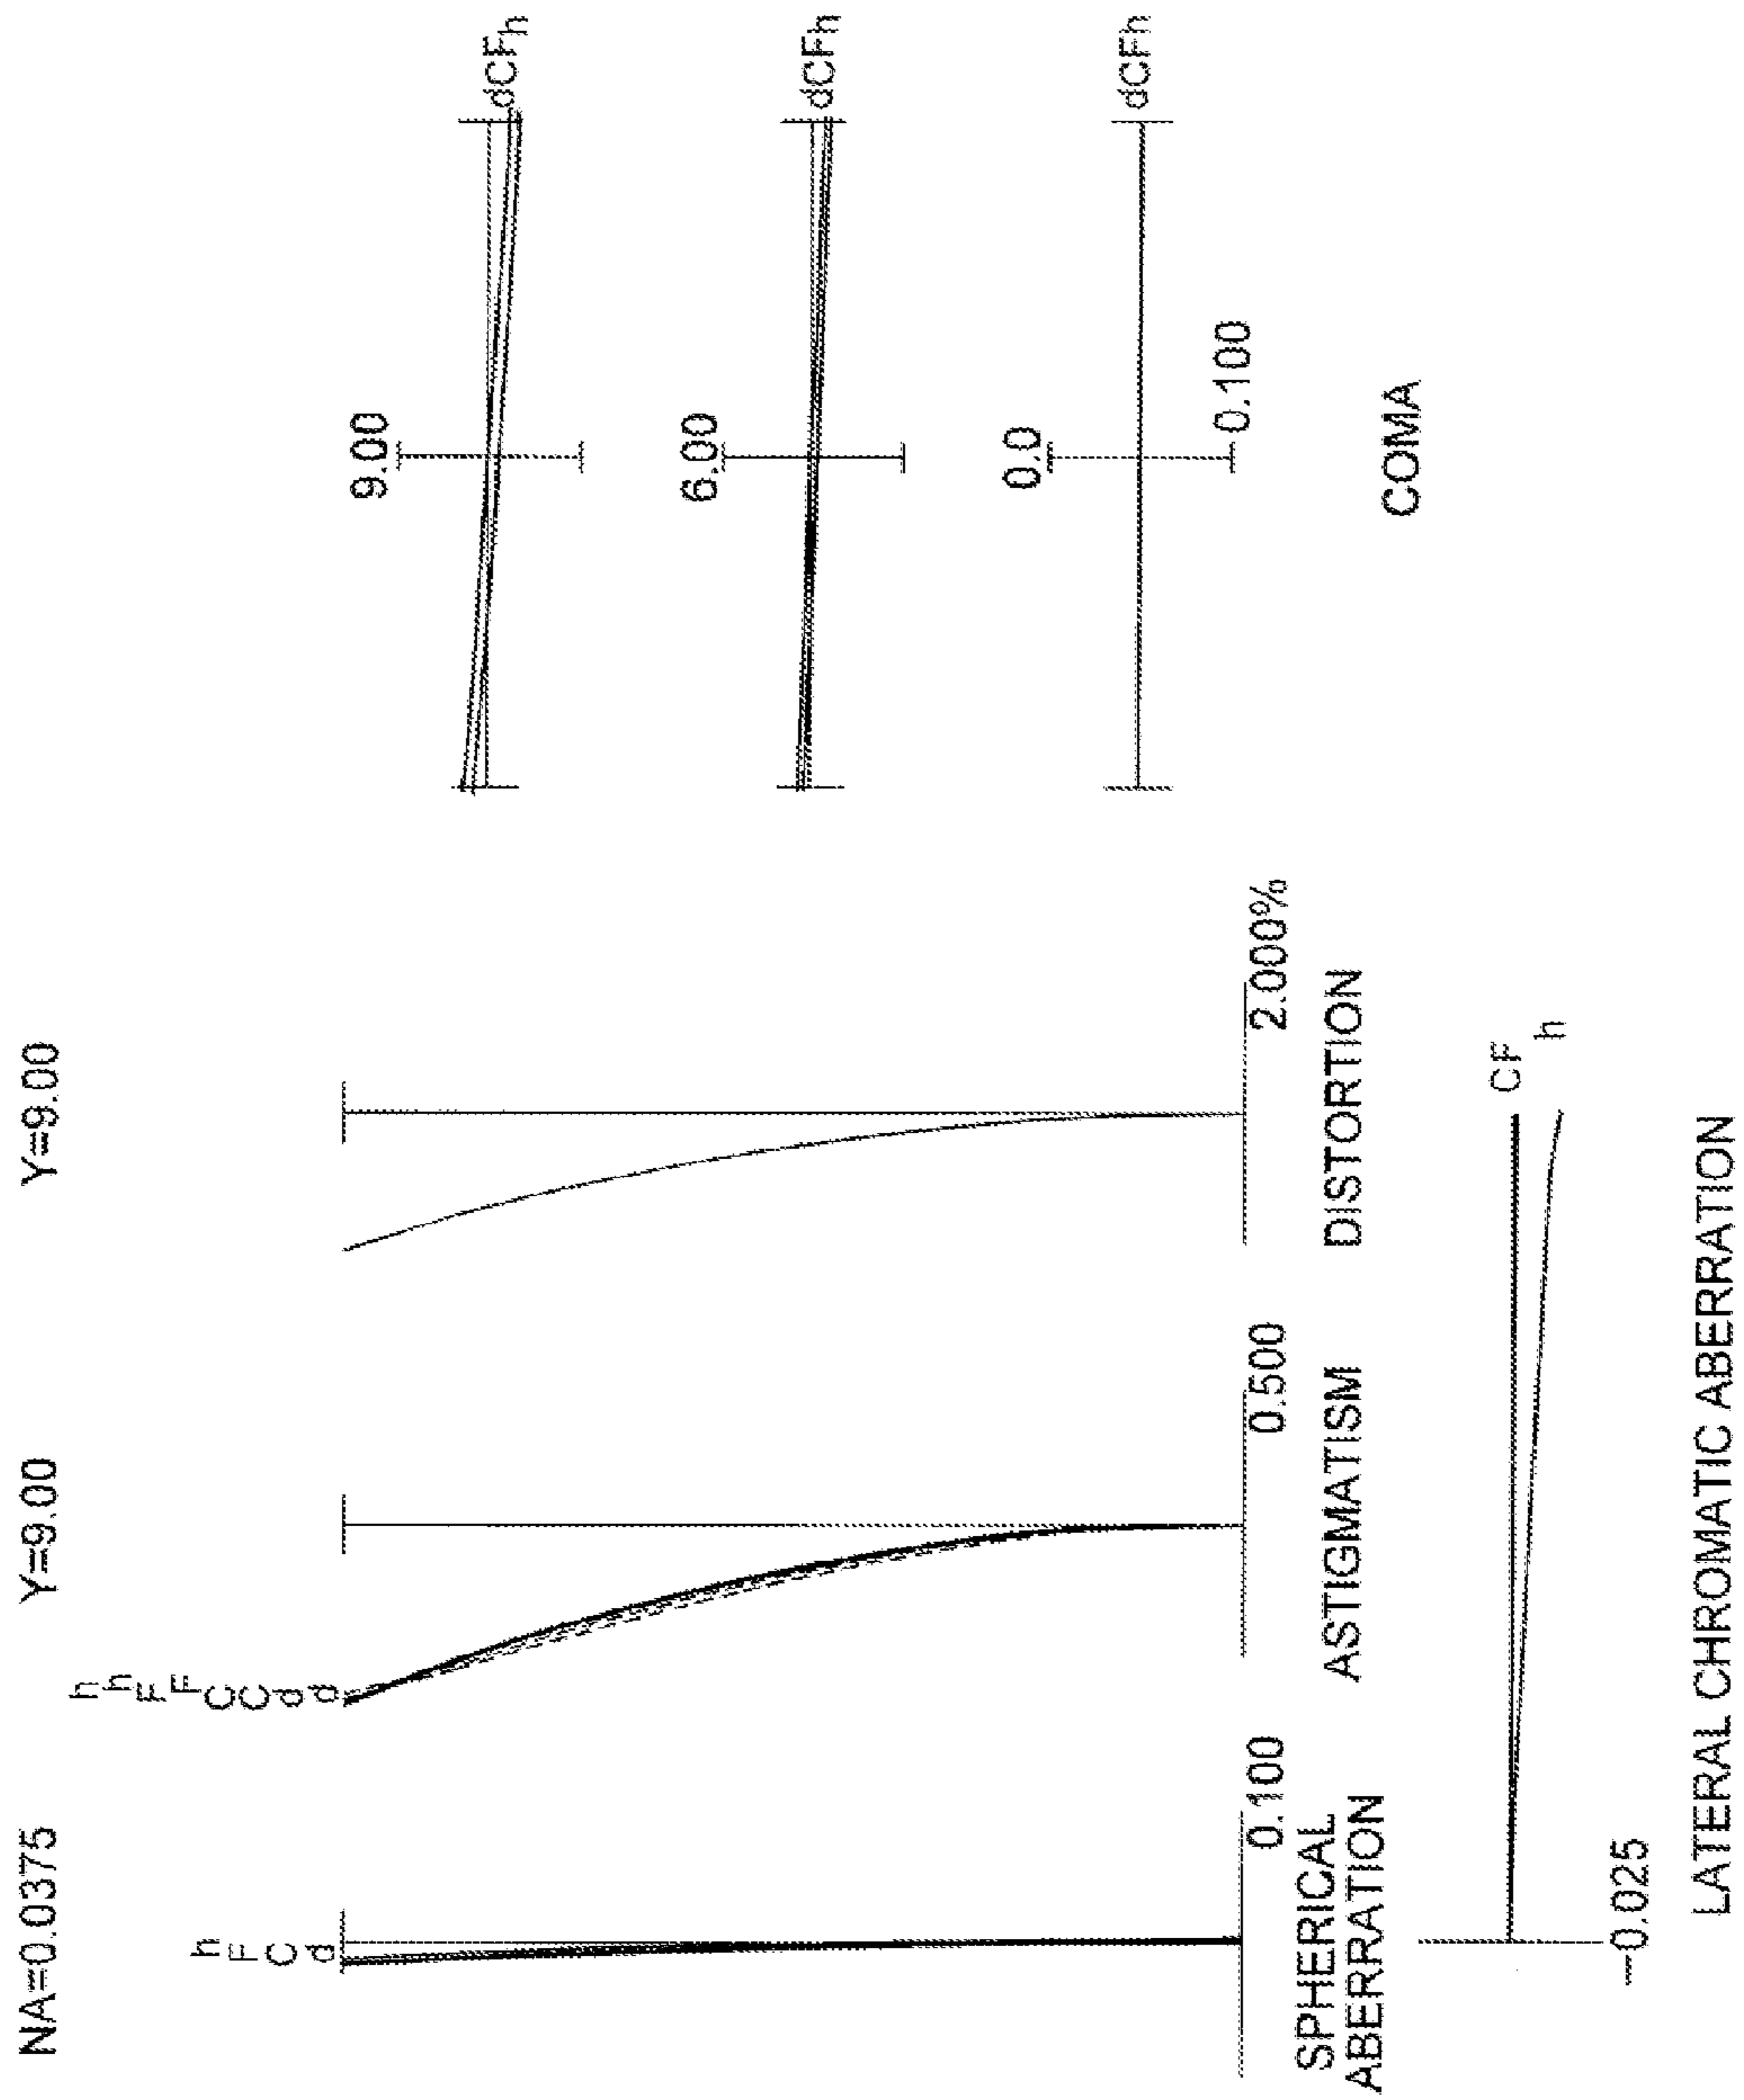 NA=0.0375
h
F
C
d
0.100
SPHERICAL
ABERRATION
Y=9.00
h
h
F
F
C
C
d
d
0.500
ASTIGMATISM
Y=9.00
2.000%
DISTORTION
9.00
dCFh
6.00
dCFh
0.0
dCFh
0.100
COMA
CF
h
-0.025
LATERAL CHROMATIC ABERRATION